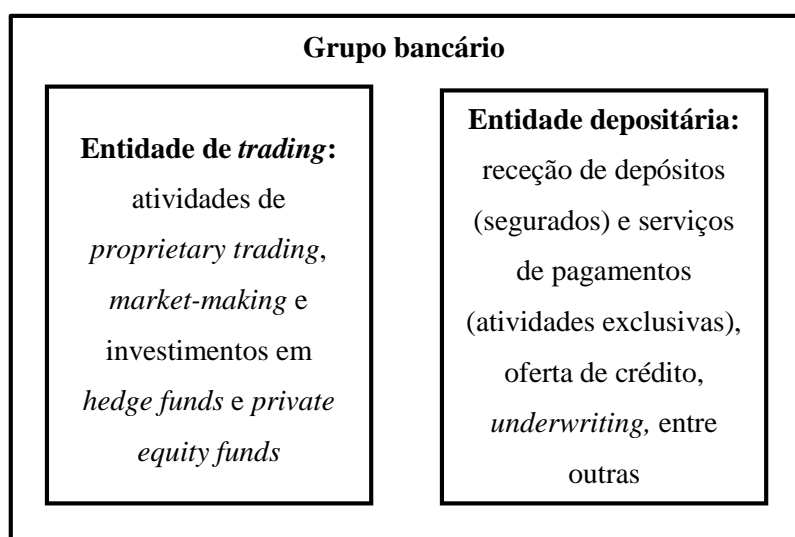 Grupo bancário
Entidade de trading:
atividades de
proprietary trading,
market-making e
investimentos em
hedge funds e private
equity funds
Entidade depositária:
receção de depósitos
(segurados) e serviços
de pagamentos
(atividades exclusivas),
oferta de crédito,
underwriting, entre
outras